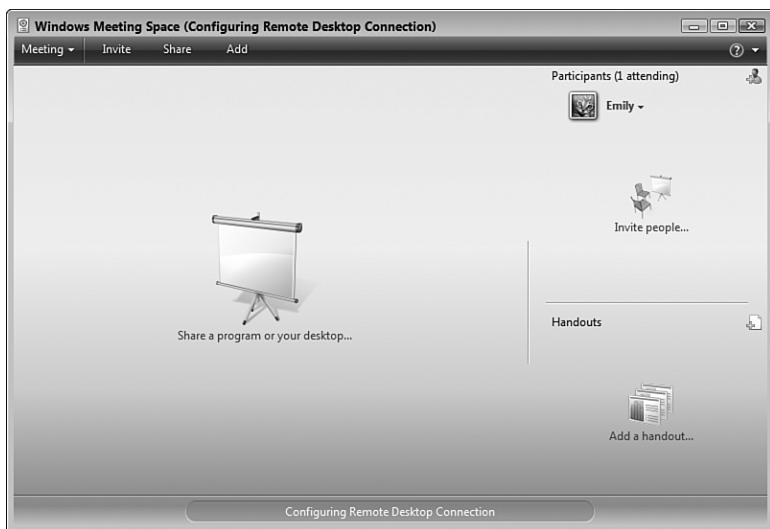 Windows Meeting Space (Configuring Remote Desktop Connection)
Meeting Invite Share Add
Participants (1 attending)
Emily
Invite people...
Share a program or your desktop...
Handouts
Add a handout...
Configuring Remote Desktop Connection